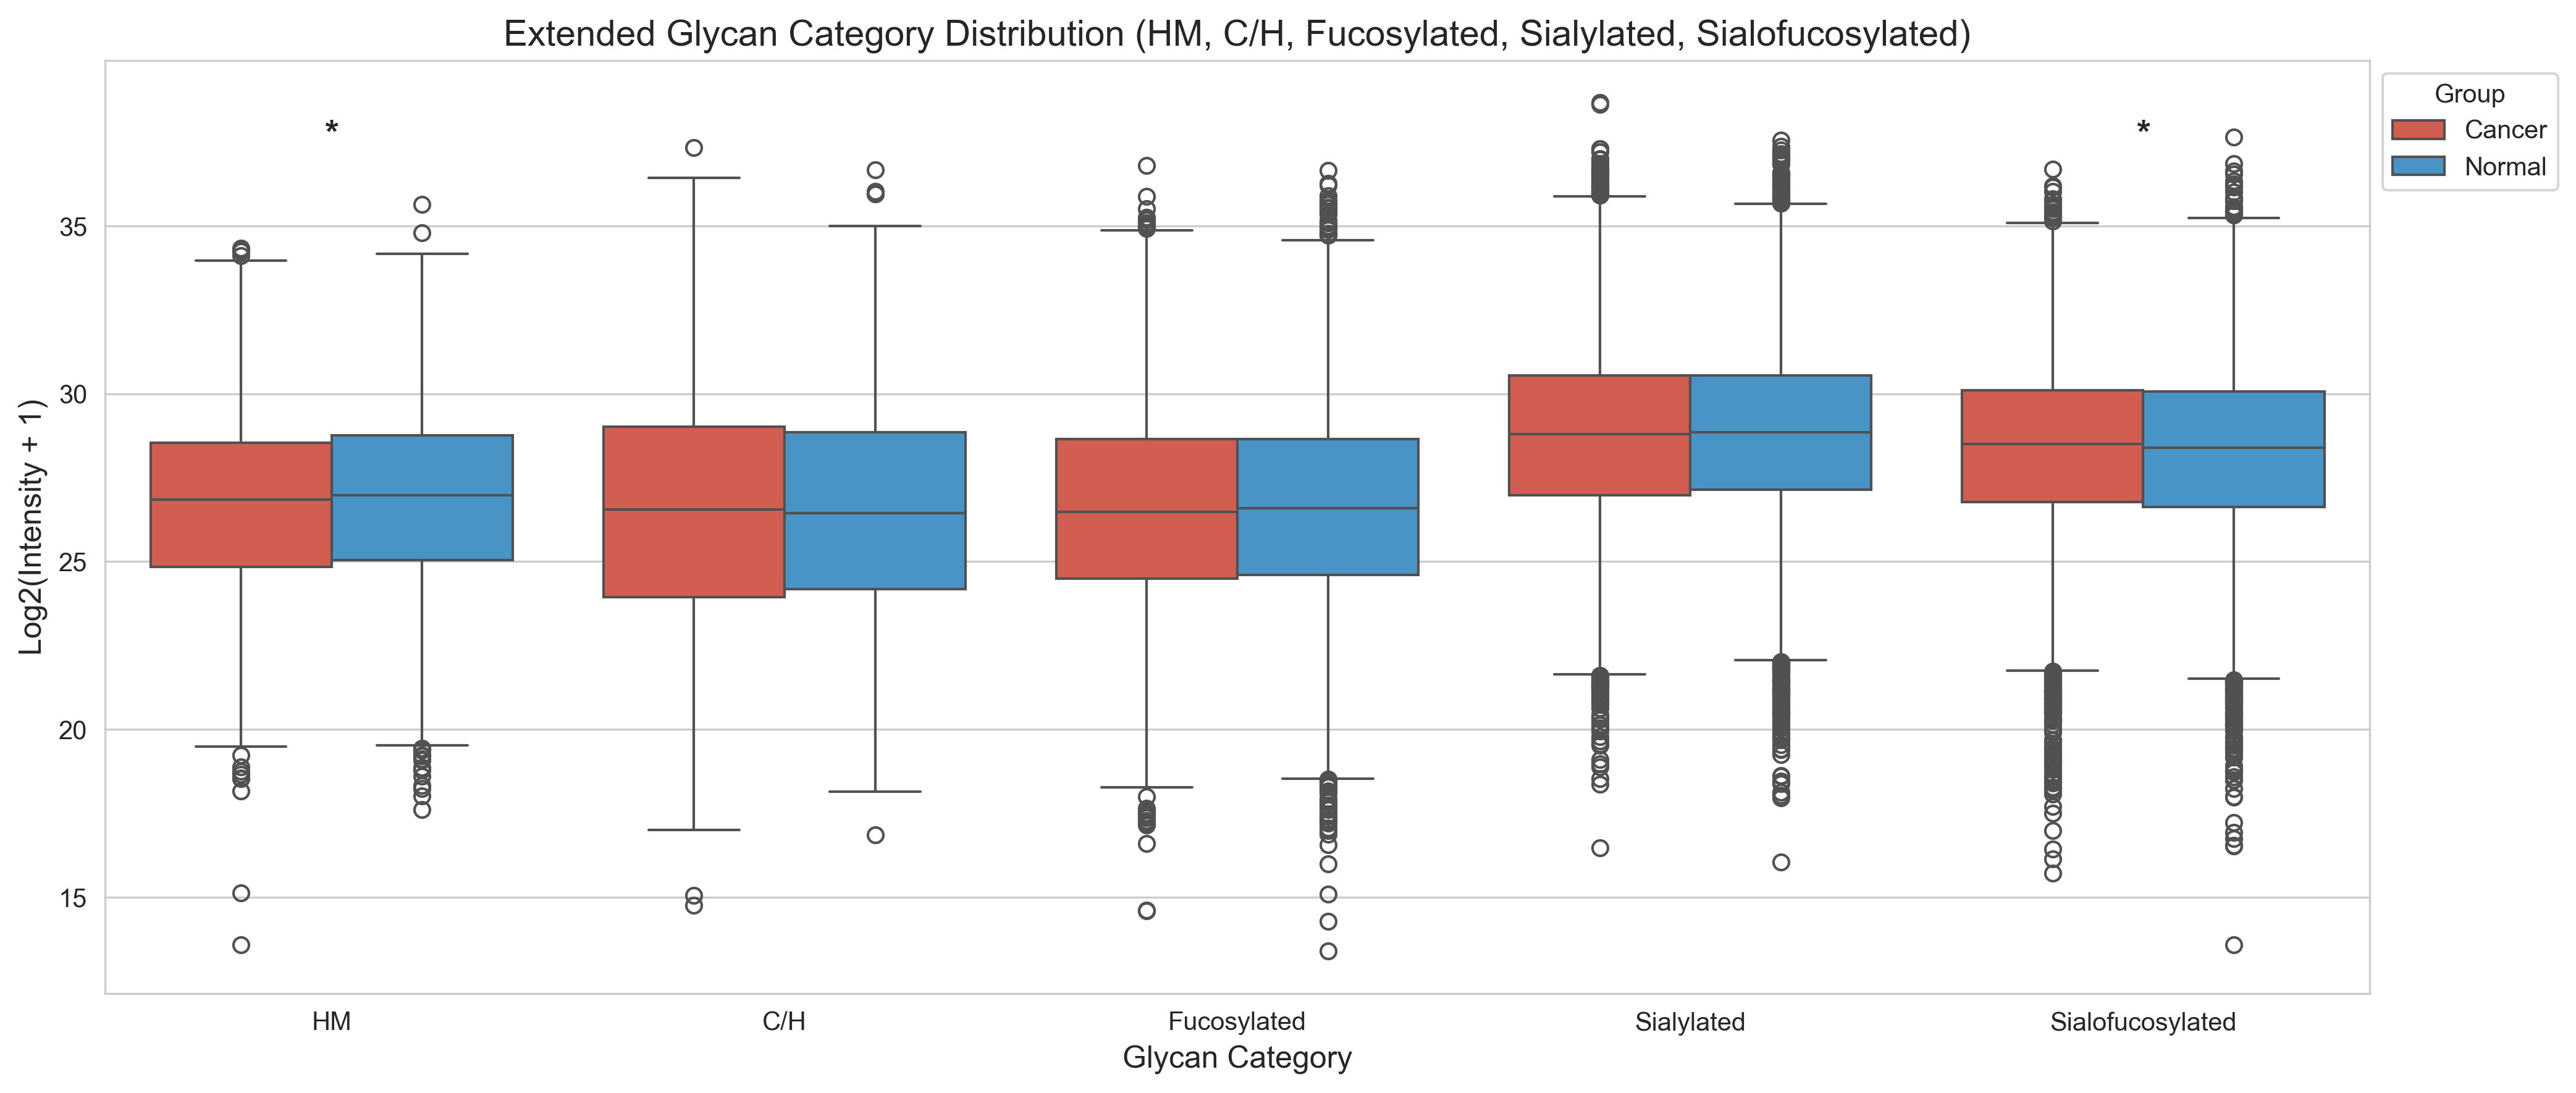 Extended Glycan Category Distribution (HM, C/H, Fucosylated, Sialylated, Sialofucosylated)
Group
Cancer
Normal
*
*
Log2(Intensity + 1)
35
30
25
20
15
HM
C/H
Fucosylated
Sialylated
Sialofucosylated
Glycan Category